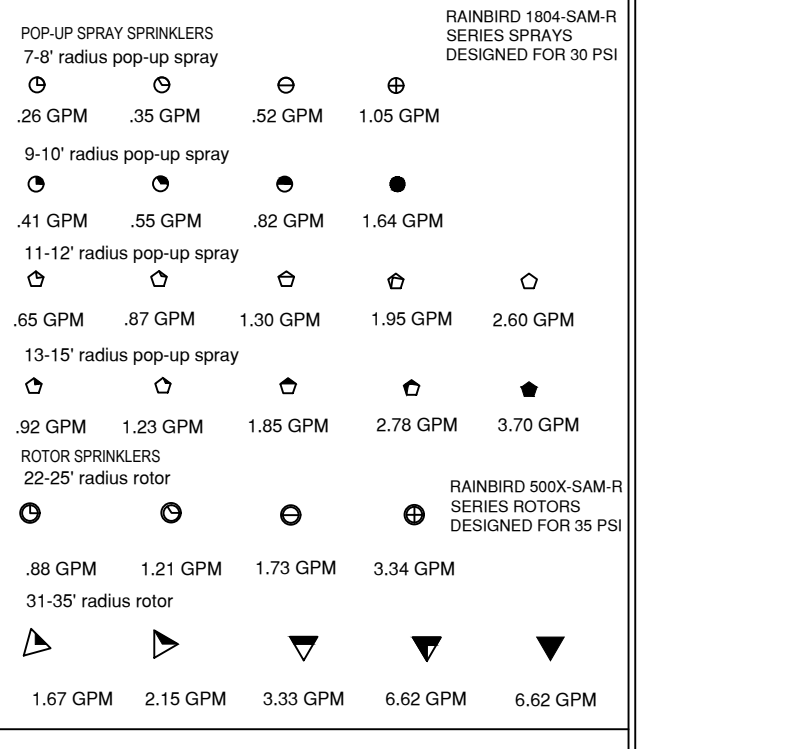 RAINBIRD 1804-SAM-R
SERIES SPRAYS
DESIGNED FOR 30 PSI
POP-UP SPRAY SPRINKLERS
7-8' radius pop-up spray
.26 GPM .35 GPM .52 GPM 1.05 GPM
9-10' radius pop-up spray
.41 GPM .55 GPM .82 GPM 1.64 GPM
11-12' radius pop-up spray
.65 GPM .87 GPM 1.30 GPM 1.95 GPM 2.60 GPM
13-15' radius pop-up spray
.92 GPM 1.23 GPM 1.85 GPM 2.78 GPM 3.70 GPM
ROTOR SPRINKLERS
22-25' radius rotor
RAINBIRD 500X-SAM-R
SERIES ROTORS
DESIGNED FOR 35 PSI
.88 GPM 1.21 GPM 1.73 GPM 3.34 GPM
31-35' radius rotor
1.67 GPM 2.15 GPM 3.33 GPM 6.62 GPM 6.62 GPM